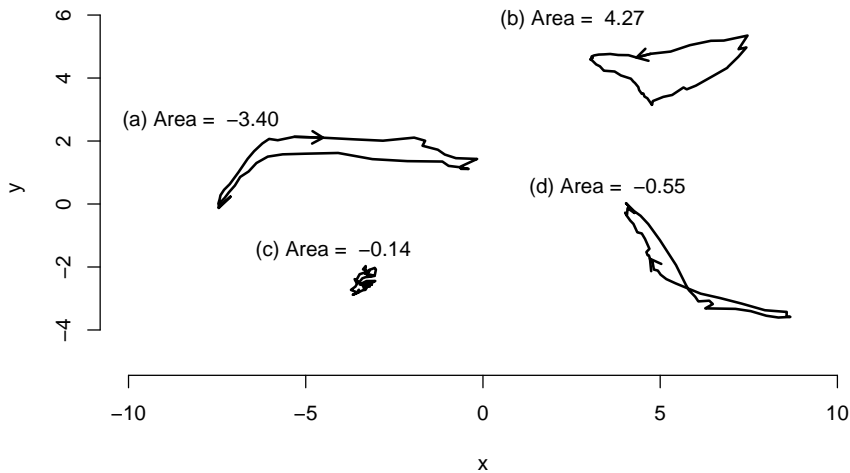 (b) Area = 4.27
(a) Area = −3.40
(d) Area = −0.55
(c) Area = −0.14
y
6
4
2
0
−2
−4
−10
−5
0
5
10
x